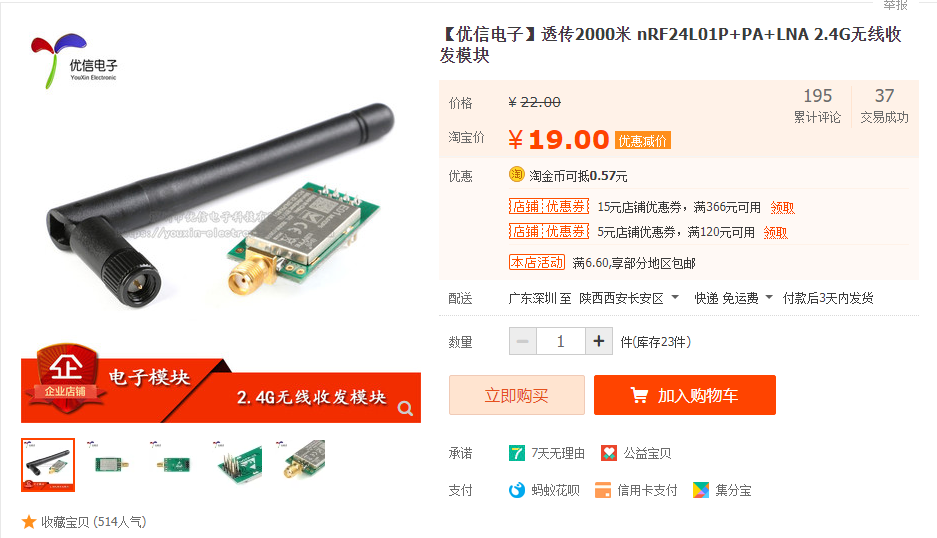 举报
优信电子
YouXin Electronic
电子模块
企
企业店铺
2.4G无线收发模块
收藏宝贝 (514人气)
【优信电子】透传2000米 nRF24L01P+PA+LNA 2.4G无线收
发模块
价格 ¥ 22.00
195 37
累计评论 交易成功
淘宝价 ¥ 19.00 优惠减价
优惠 淘 淘金币可抵0.57元
店铺 优惠券 15元店铺优惠券，满366元可用 领取
店铺 优惠券 5元店铺优惠券，满120元可用 领取
本店活动 满6.60,享部分地区包邮
配送 广东深圳 至 陕西西安长安区 快递 免运费 付款后3天内发货
数量 − 1 + 件(库存23件)
立即购买 加入购物车
承诺 7 7天无理由 公益宝贝
支付 蚂蚁花呗 信用卡支付 集分宝